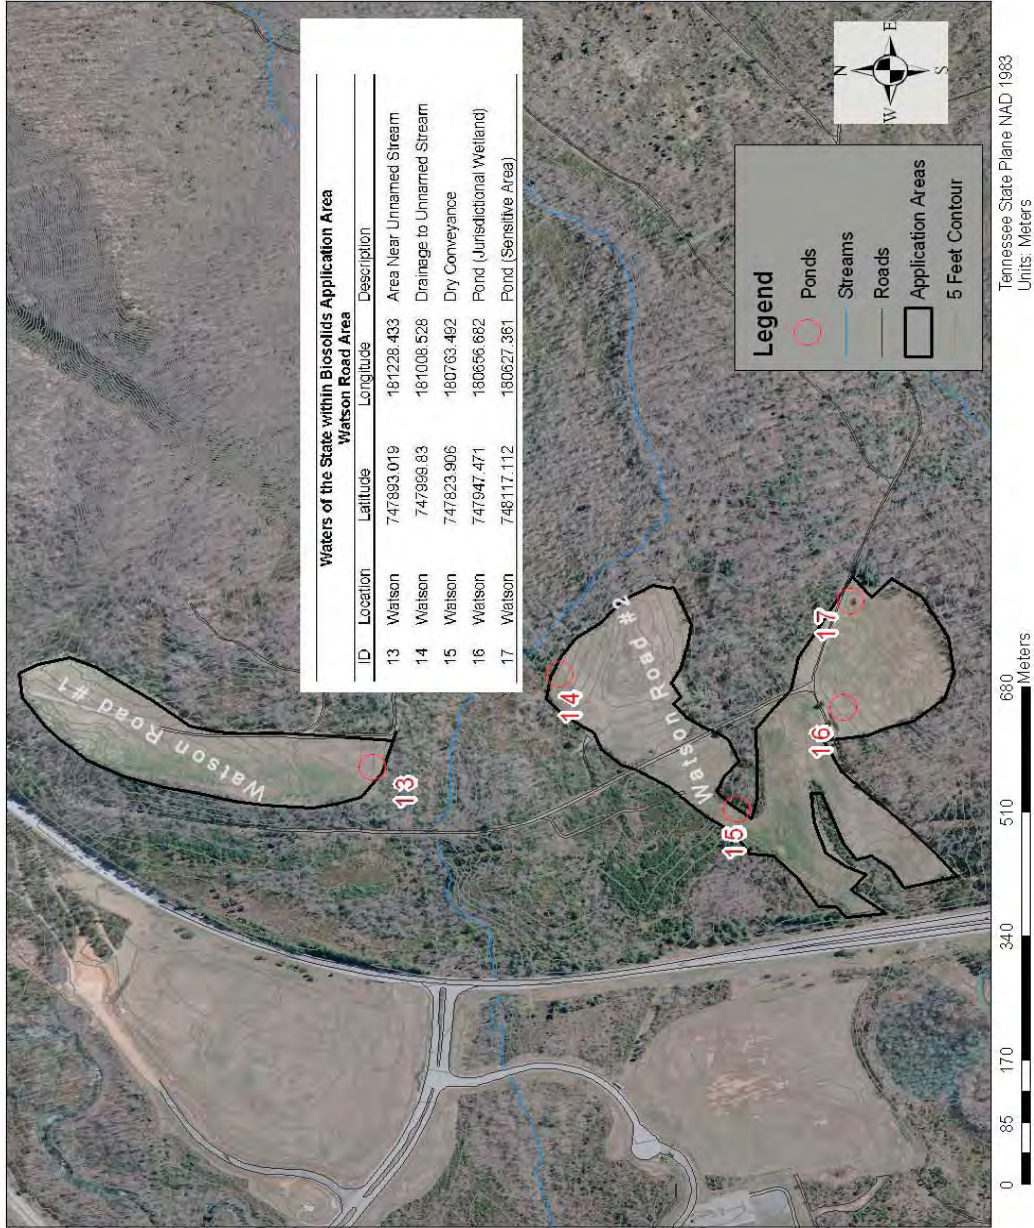 Waters of the State within Biosolids Application Area
Watson Road Area
ID Location Latitude Longitude Description
13 Watson 747893.019 181228.433 Area Near Unnamed Stream
14 Watson 747999.83 181008.528 Drainage to Unnamed Stream
15 Watson 747823.906 180763.492 Dry Conveyance
16 Watson 747947.471 180656.682 Pond (Jurisdictional Wetland)
17 Watson 748117.112 180627.361 Pond (Sensitive Area)
Watson Road #1
13
14
Watson Road #2
15
16
17
N
W E
S
Legend
Ponds
Streams
Roads
Application Areas
5 Feet Contour
0 85 170 340 510 680
Meters
Tennessee State Plane NAD 1983
Units: Meters